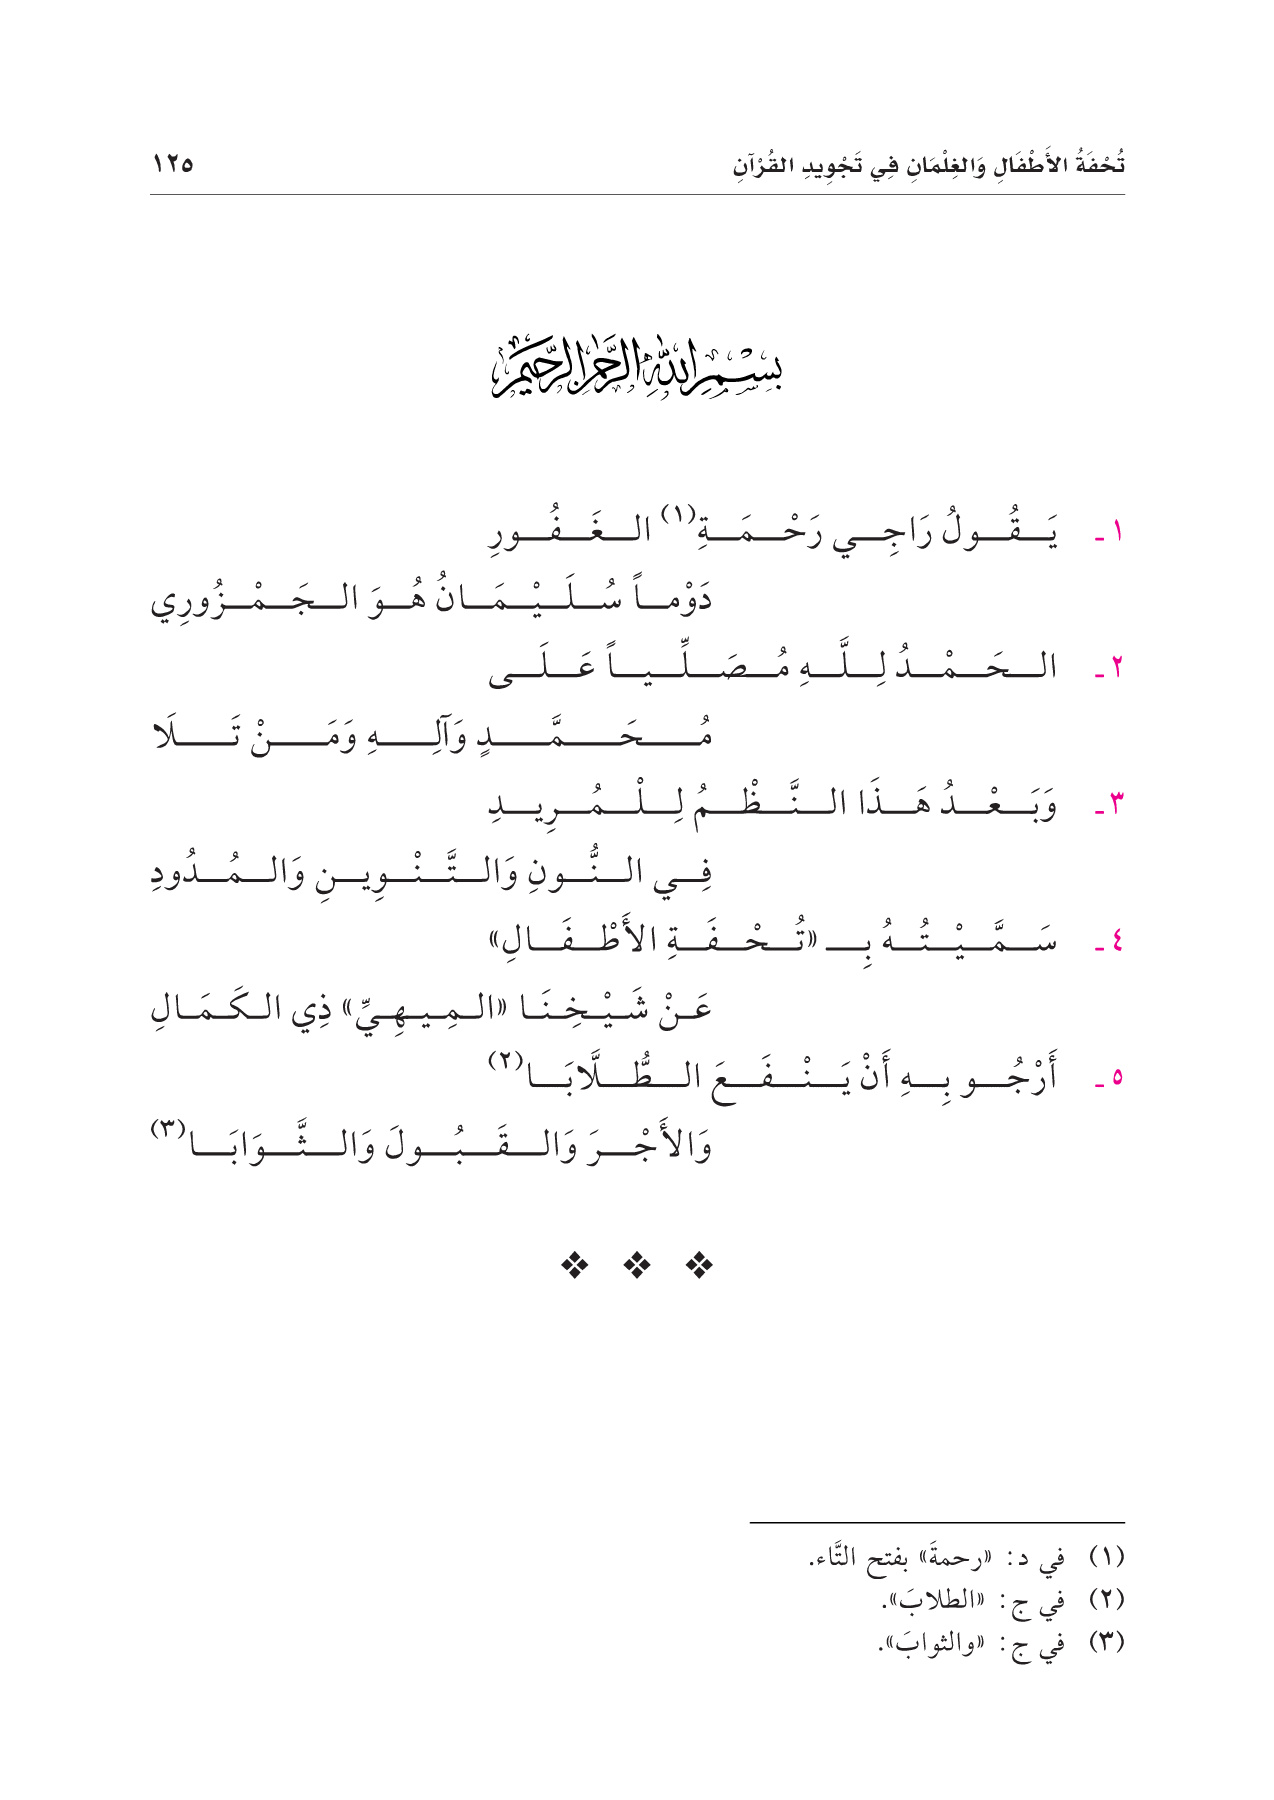 تُحْفَةُ الأَطْفَالِ وَالغِلْمَانِ فِي تَجْوِيدِ القُرْآنِ ١٢٥
بِسْمِ اللَّهِ الرَّحْمَٰنِ الرَّحِيمِ
١ - يَقُولُ رَاجِي رَحْمَةِ(١) الغَفُورِ
دَوْماً سُلَيْمَانُ هُوَ الجَمْزُورِي
٢ - الحَمْدُ لِلَّهِ مُصَلِّياً عَلَى
مُحَمَّدٍ وَآلِهِ وَمَنْ تَلَا
٣ - وَبَعْدُ هَذَا النَّظْمُ لِلْمُرِيدِ
فِي النُّونِ وَالتَّنْوِينِ وَالمُدُودِ
٤ - سَمَّيْتُهُ بِـ «تُحْفَةِ الأَطْفَالِ»
عَنْ شَيْخِنَا «المِيهِيِّ» ذِي الكَمَالِ
٥ - أَرْجُو بِهِ أَنْ يَنْفَعَ الطُّلَّابَا(٢)
وَالأَجْرَ وَالقَبُولَ وَالثَّوَابَا(٣)
(١) في د: «رحمةَ» بفتح التَّاء.
(٢) في ج: «الطلابَ».
(٣) في ج: «والثوابَ».